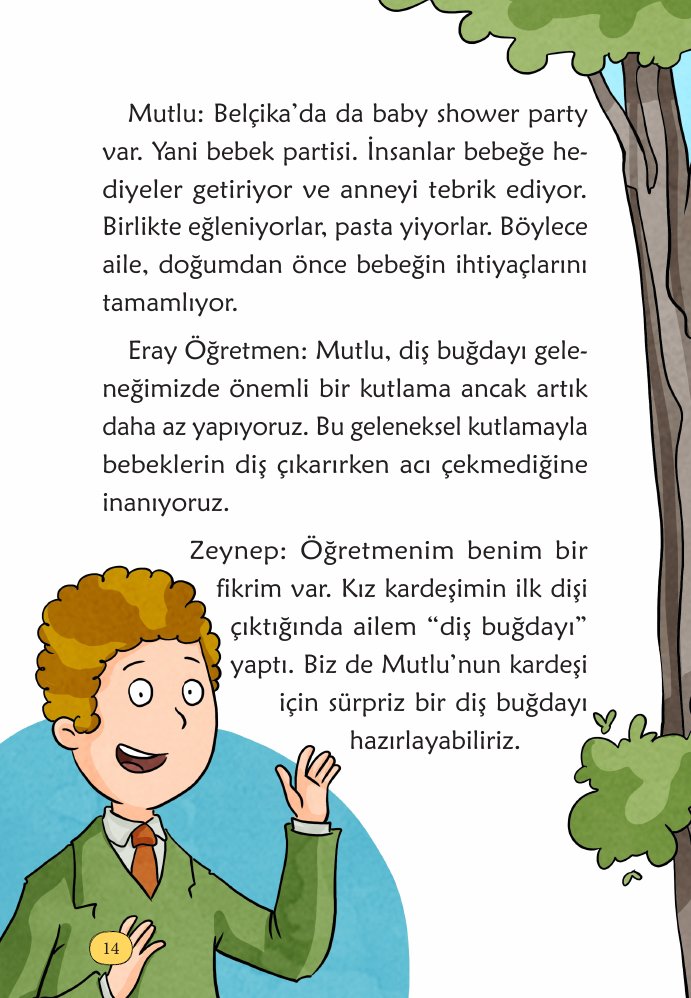 Mutlu: Belçika’da da baby shower party
var. Yani bebek partisi. İnsanlar bebeğe he-
diyeler getiriyor ve anneyi tebrik ediyor.
Birlikte eğleniyorlar, pasta yiyorlar. Böylece
aile, doğumdan önce bebeğin ihtiyaçlarını
tamamlıyor.
Eray Öğretmen: Mutlu, diş buğdayı gele-
neğimizde önemli bir kutlama ancak artık
daha az yapıyoruz. Bu geleneksel kutlamayla
bebeklerin diş çıkarırken acı çekmediğine
inanıyoruz.
Zeynep: Öğretmenim benim bir
fikrim var. Kız kardeşimin ilk dişi
çıktığında ailem “diş buğdayı”
yaptı. Biz de Mutlu’nun kardeşi
için sürpriz bir diş buğdayı
hazırlayabiliriz.
14